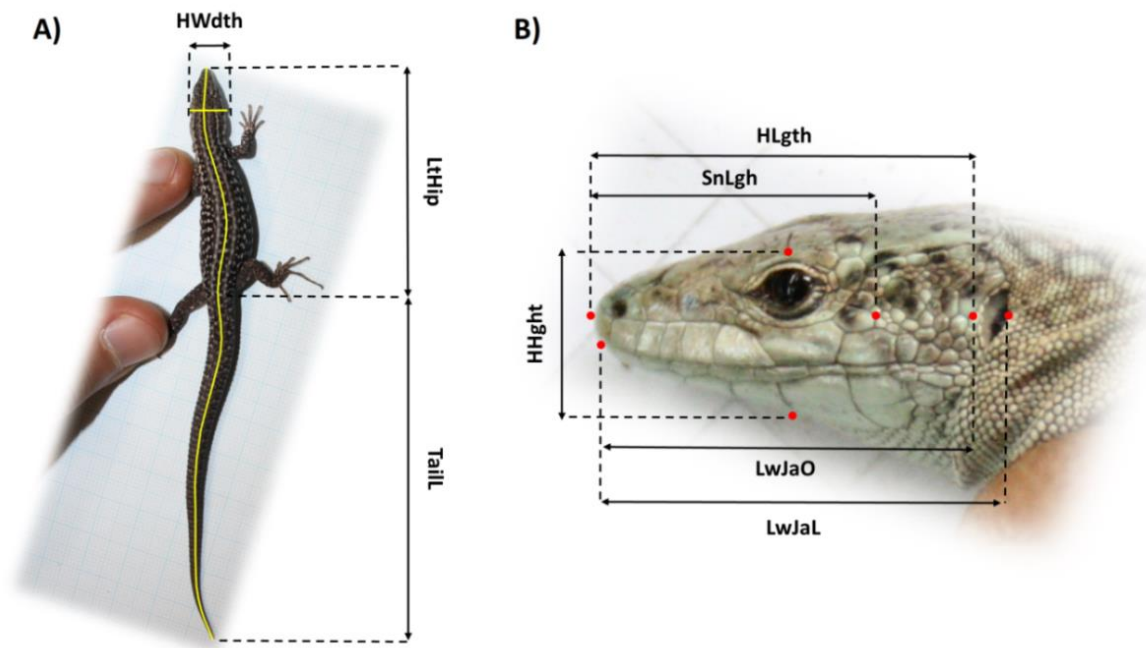 A)
HWdth
LtHip
TailL
B)
HLgth
SnLgh
HHght
LwJaO
LwJaL